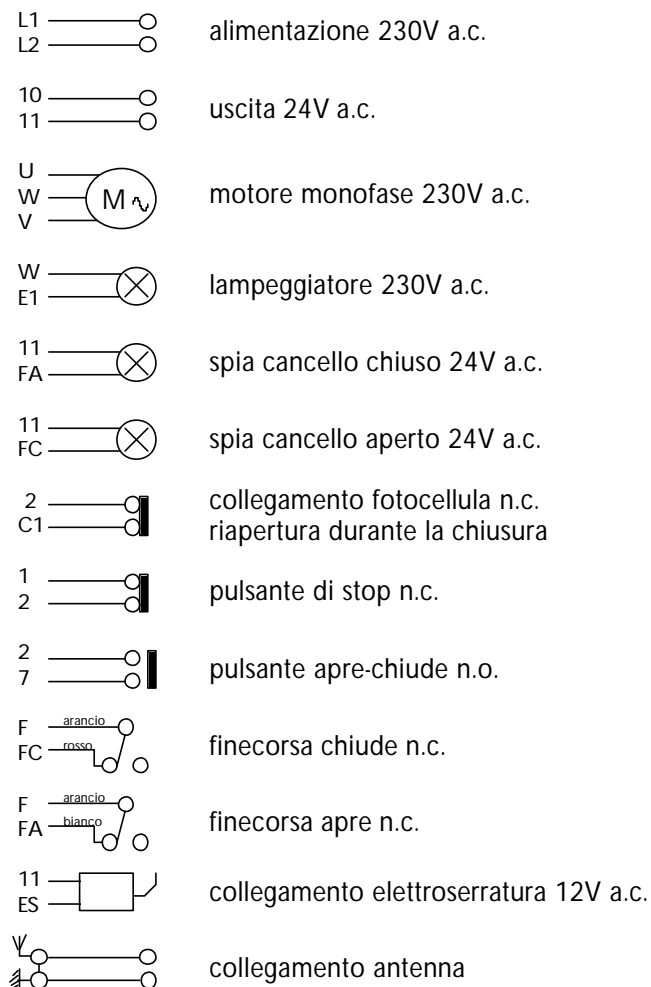 L1
L2
alimentazione 230V a.c.
10
11
uscita 24V a.c.
U
W
V
M
motore monofase 230V a.c.
W
E1
lampeggiatore 230V a.c.
11
FA
spia cancello chiuso 24V a.c.
11
FC
spia cancello aperto 24V a.c.
2
C1
collegamento fotocellula n.c.
riapertura durante la chiusura
1
2
pulsante di stop n.c.
2
7
pulsante apre-chiude n.o.
F arancio
FC rosso
finecorsa chiude n.c.
F arancio
FA bianco
finecorsa apre n.c.
11
ES
collegamento elettroserratura 12V a.c.
collegamento antenna